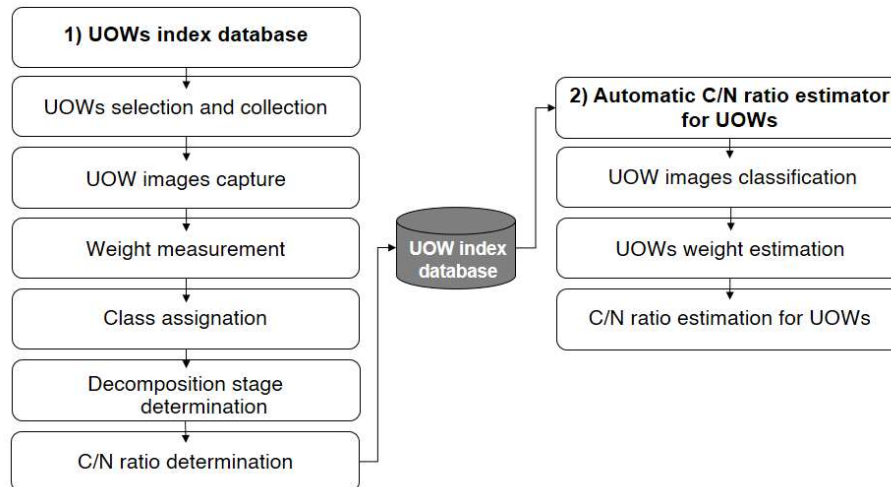 1) UOWs index database
UOWs selection and collection
UOW images capture
Weight measurement
Class assignation
Decomposition stage
determination
C/N ratio determination
UOW index
database
2) Automatic C/N ratio estimator
for UOWs
UOW images classification
UOWs weight estimation
C/N ratio estimation for UOWs